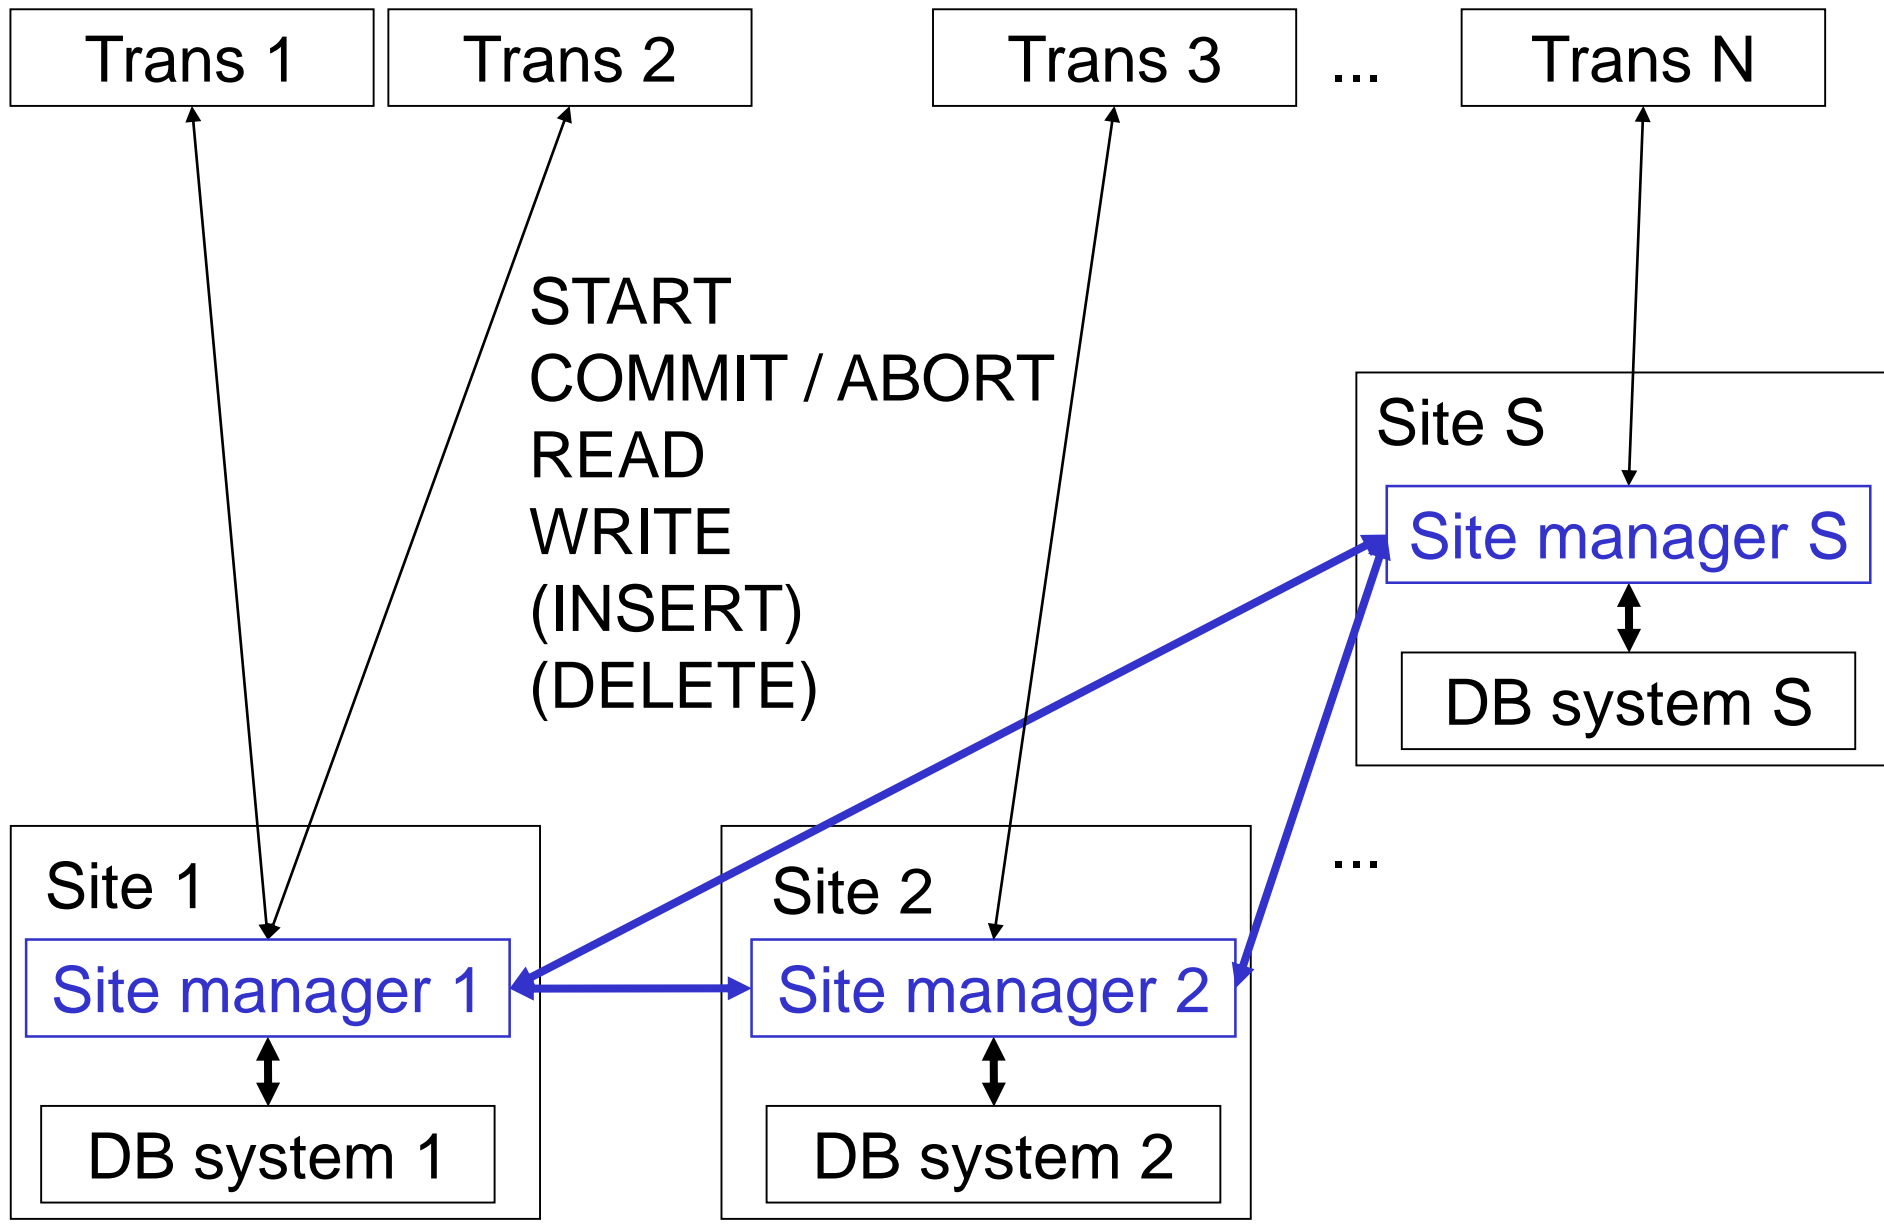 Trans 1
Trans 2
Trans 3
...
Trans N
START
COMMIT / ABORT
READ
WRITE
(INSERT)
(DELETE)
Site S
Site manager S
DB system S
...
Site 1
Site manager 1
DB system 1
Site 2
Site manager 2
DB system 2